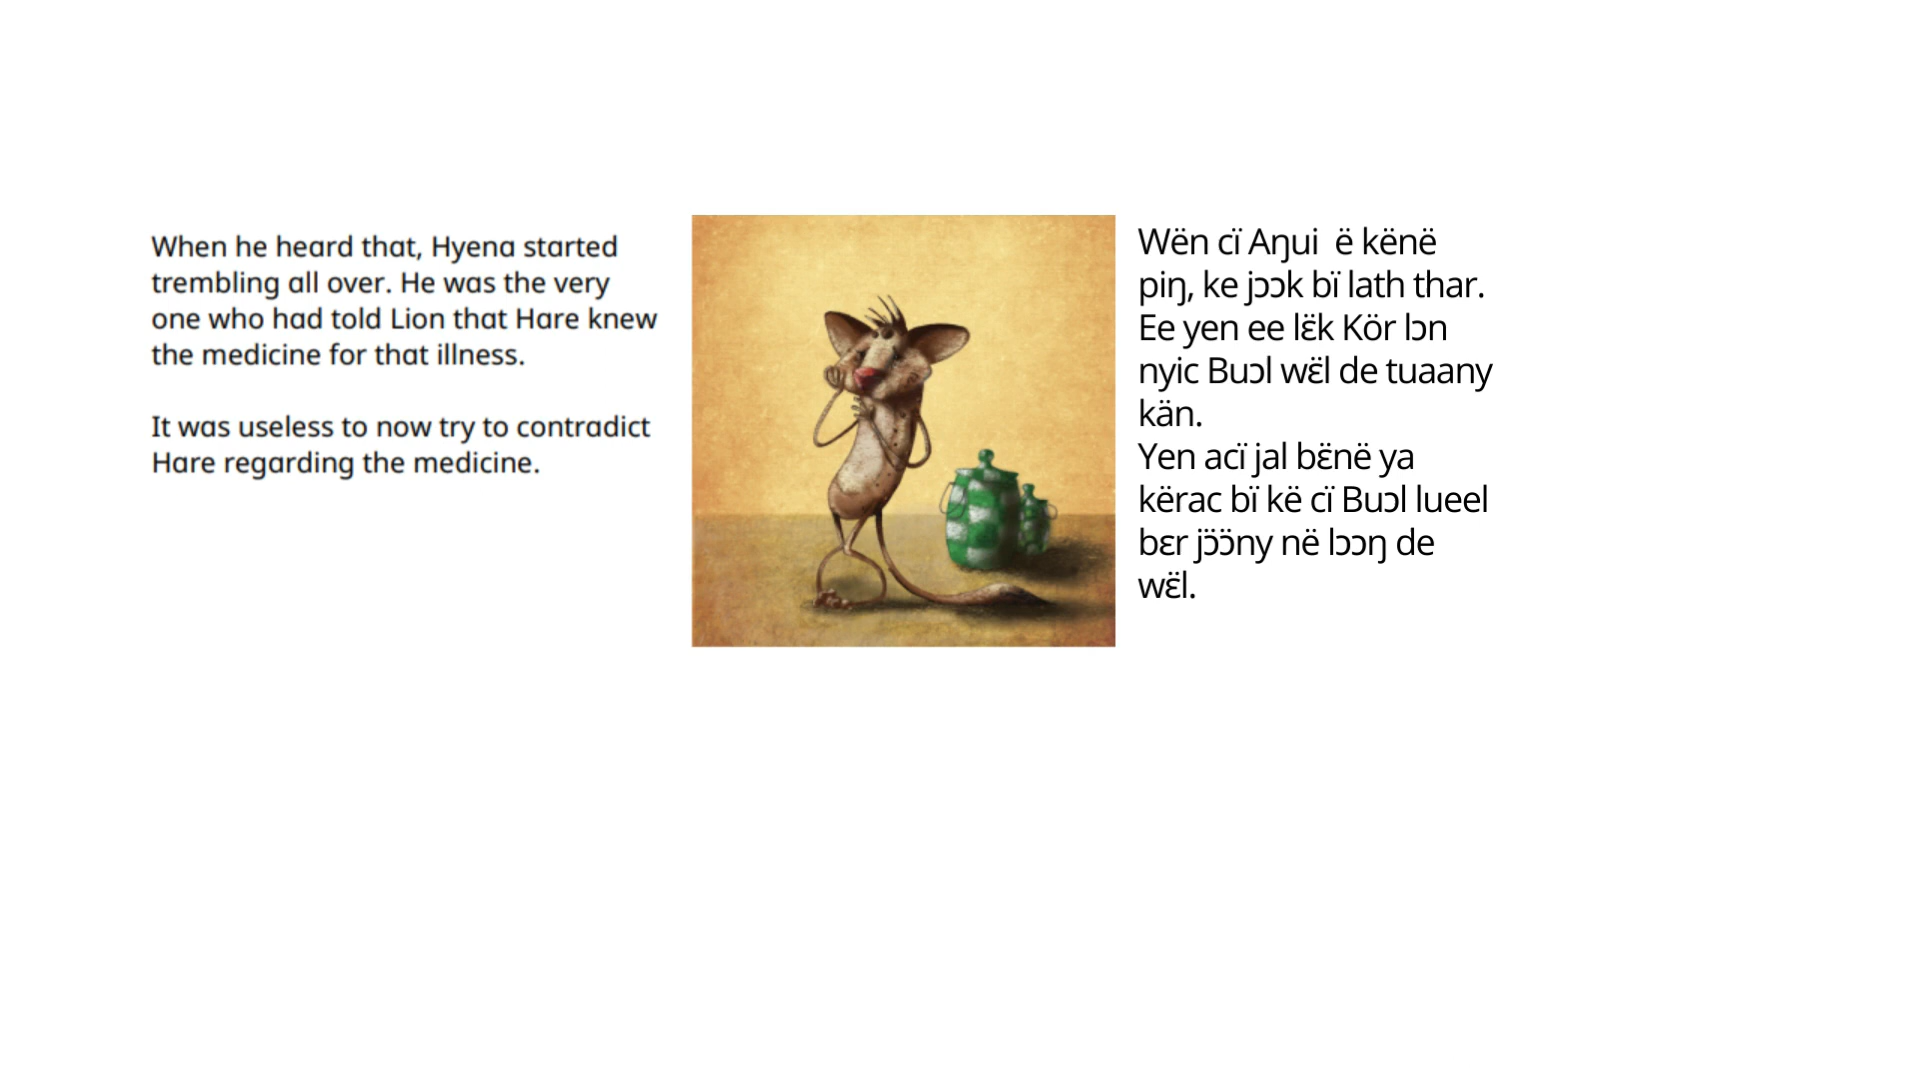 When he heard that, Hyena started
trembling all over. He was the very
one who had told Lion that Hare knew
the medicine for that illness.
It was useless to now try to contradict
Hare regarding the medicine.
Wën cï Aŋui  ë kënë
piŋ, ke jɔɔk bï lath thar.
Ee yen ee lɛ̈k Kör lɔn
nyic Buɔl wɛ̈l de tuaany
kän.
Yen acï jal bɛ̈në ya
kërac bï kë cï Buɔl lueel
bɛr jɔ̈ɔ̈ny në lɔɔŋ de
wɛ̈l.